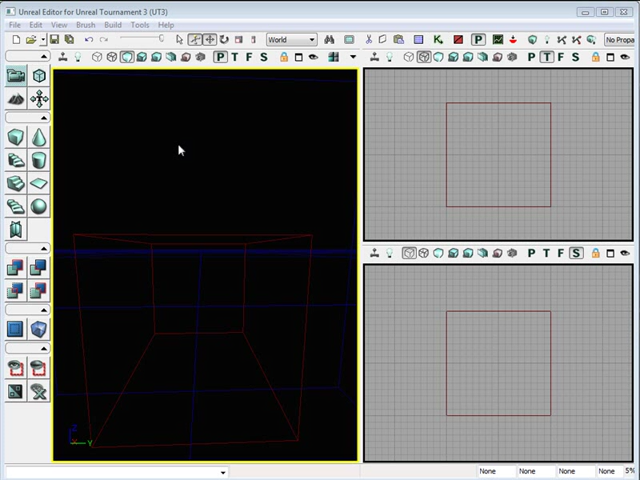 Unreal Editor for Unreal Tournament 3 (UT3)
File Edit View Brush Build Tools Help
World
P
No Propa
P T F S
P T F S
P T F S
Z
Y
None None None None 5%